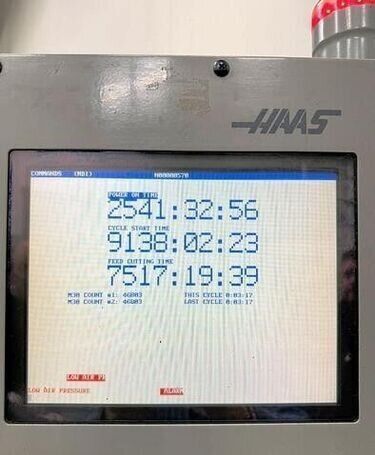 HAAS
COMMANDS (MDI) N00000570
POWER ON TIME
2541:32:56
CYCLE START TIME
9138:02:23
FEED CUTTING TIME
7517:19:39
M30 COUNT #1: 46803 THIS CYCLE 0:03:17
M30 COUNT #2: 46803 LAST CYCLE 0:03:17
LOW AIR PR
LOW AIR PRESSURE ALARM